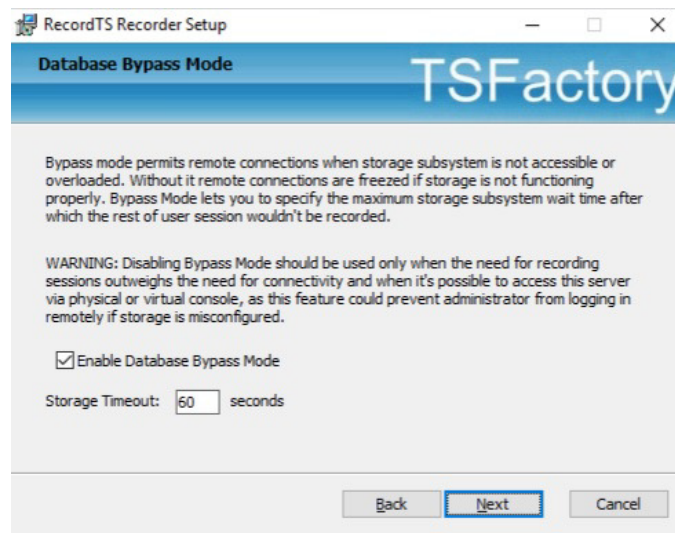 RecordTS Recorder Setup
Database Bypass Mode
TSFactory
Bypass mode permits remote connections when storage subsystem is not accessible or
overloaded. Without it remote connections are freezed if storage is not functioning
properly. Bypass Mode lets you to specify the maximum storage subsystem wait time after
which the rest of user session wouldn't be recorded.
WARNING: Disabling Bypass Mode should be used only when the need for recording
sessions outweighs the need for connectivity and when it's possible to access this server
via physical or virtual console, as this feature could prevent administrator from logging in
remotely if storage is misconfigured.
Enable Database Bypass Mode
Storage Timeout: 60 seconds
Back Next Cancel